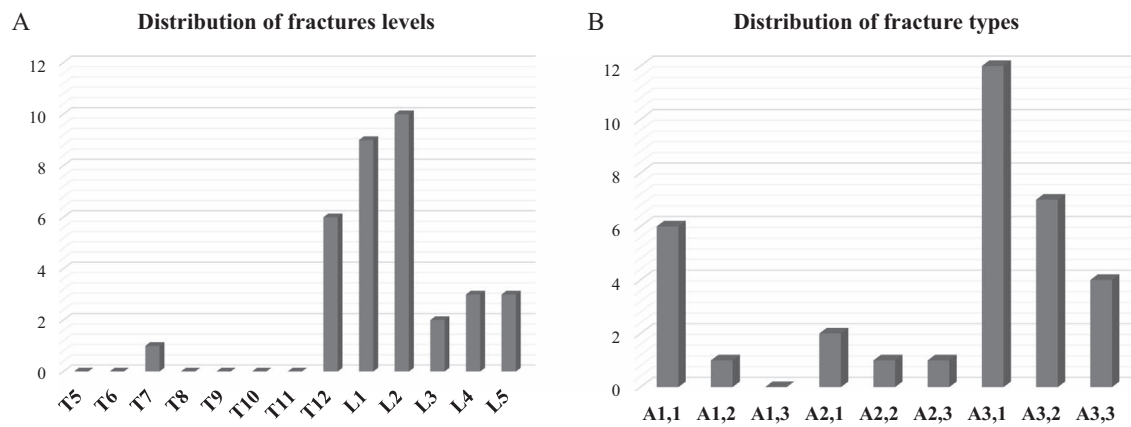 A
Distribution of fractures levels
12
10
8
6
4
2
0
T5 T6 T7 T8 T9 T10 T11 T12 L1 L2 L3 L4 L5
B
Distribution of fracture types
12
10
8
6
4
2
0
A1,1 A1,2 A1,3 A2,1 A2,2 A2,3 A3,1 A3,2 A3,3